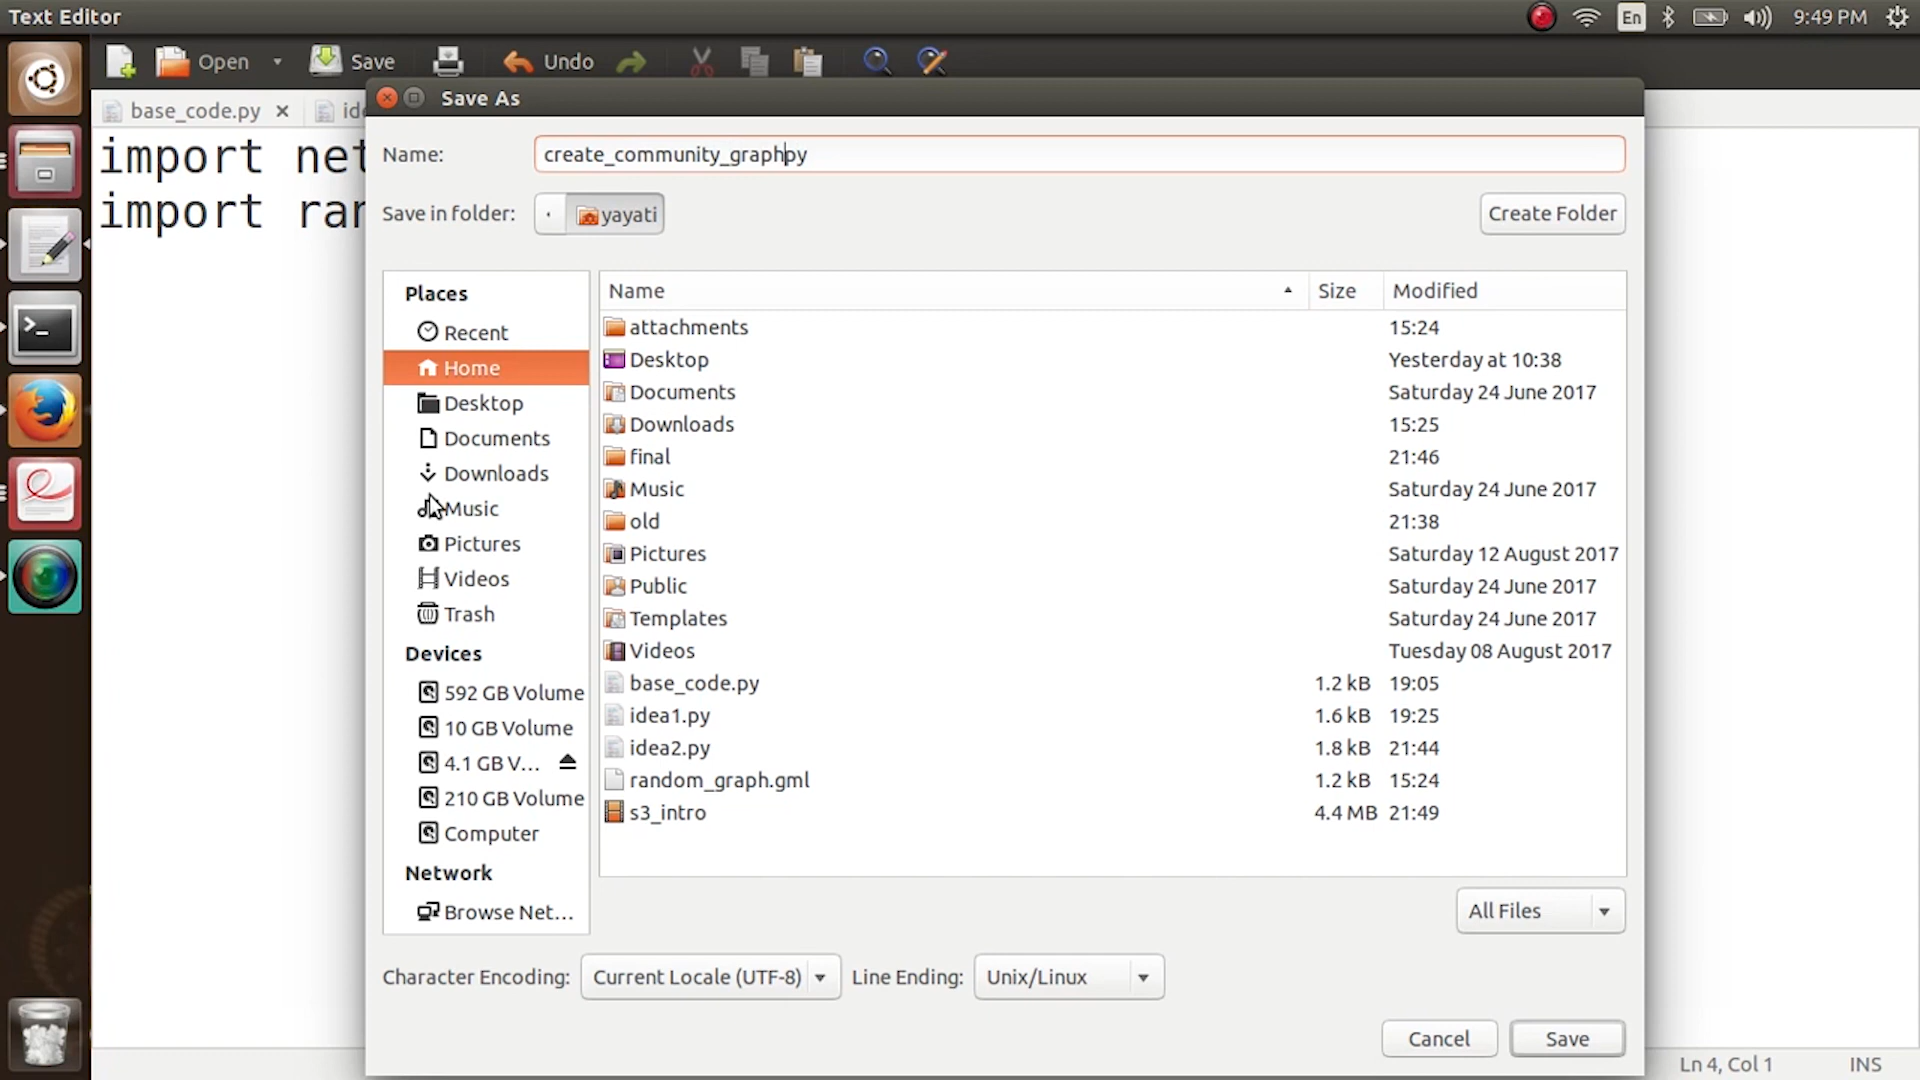 Text Editor
En
9:49 PM
Open
Save
Undo
base_code.py
import net
import ran
Save As
Name: create_community_graphpy
Save in folder: yayati
Create Folder
Places
Recent
Home
Desktop
Documents
Downloads
Music
Pictures
Videos
Trash
Devices
592 GB Volume
10 GB Volume
4.1 GB V...
210 GB Volume
Computer
Network
Browse Net...
Name Size Modified
attachments 15:24
Desktop Yesterday at 10:38
Documents Saturday 24 June 2017
Downloads 15:25
final 21:46
Music Saturday 24 June 2017
old 21:38
Pictures Saturday 12 August 2017
Public Saturday 24 June 2017
Templates Saturday 24 June 2017
Videos Tuesday 08 August 2017
base_code.py 1.2 kB 19:05
idea1.py 1.6 kB 19:25
idea2.py 1.8 kB 21:44
random_graph.gml 1.2 kB 15:24
s3_intro 4.4 MB 21:49
All Files
Character Encoding: Current Locale (UTF-8) Line Ending: Unix/Linux
Cancel Save
Ln 4, Col 1 INS